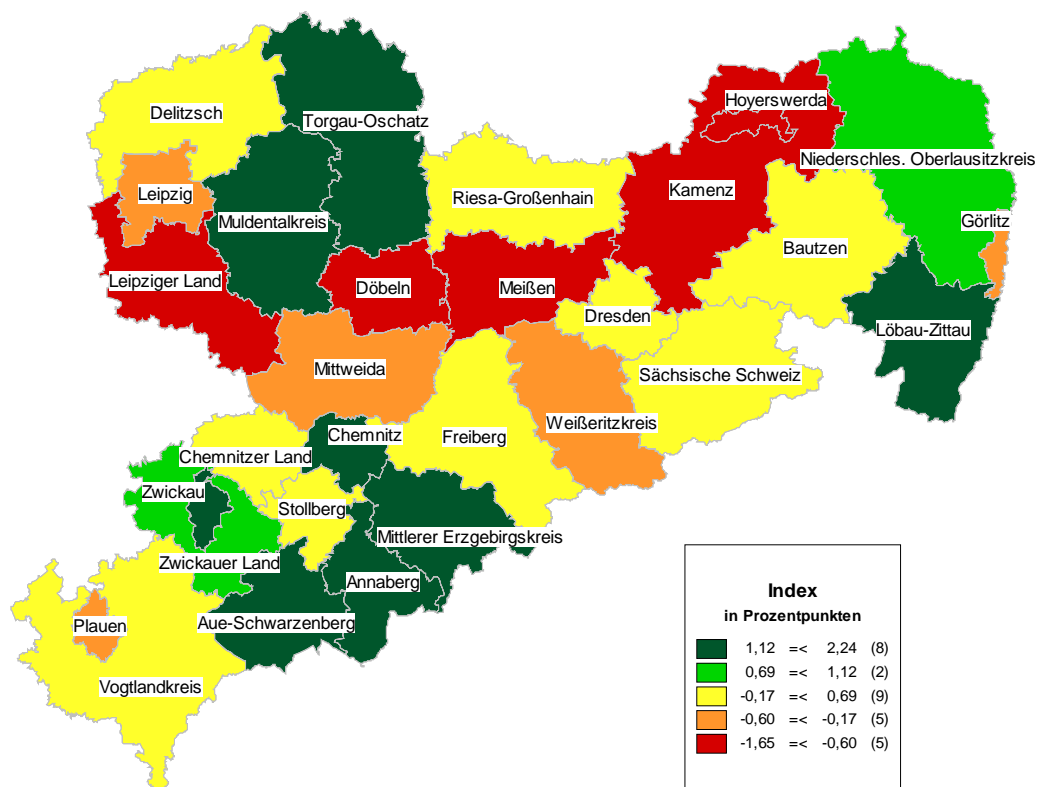 Delitzsch
Hoyerswerda
Torgau-Oschatz
Niederschles. Oberlausitzkreis
Leipzig
Kamenz
Riesa-Großenhain
Muldentalkreis
Görlitz
Bautzen
Leipziger Land
Döbeln
Meißen
Dresden
Löbau-Zittau
Mittweida
Sächsische Schweiz
Weißeritzkreis
Chemnitz
Freiberg
Chemnitzer Land
Zwickau
Stollberg
Mittlerer Erzgebirgskreis
Zwickauer Land
Annaberg
Plauen
Aue-Schwarzenberg
Vogtlandkreis
Index
in Prozentpunkten
1,12 =< 2,24 (8)
0,69 =< 1,12 (2)
-0,17 =< 0,69 (9)
-0,60 =< -0,17 (5)
-1,65 =< -0,60 (5)